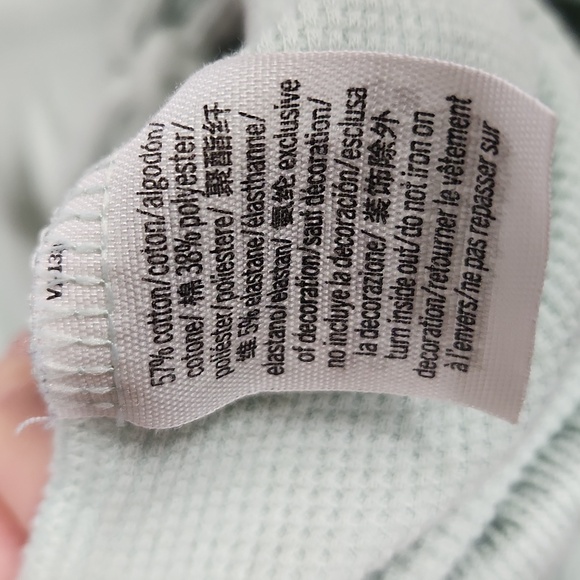 57% cotton/coton/algodón/
cotone/ 棉 38% polyester/
poliester/poliestere/ 聚酯纤
维 5% elastane/élasthanne/
elastano/elastan/ 氨纶 exclusive
of decoration/sauf décoration/
no incluye la decoración/esclusa
la decorazione/ 装饰除外
turn inside out/do not iron on
decoration/retourner le vêtement
à l'envers/ne pas repasser sur